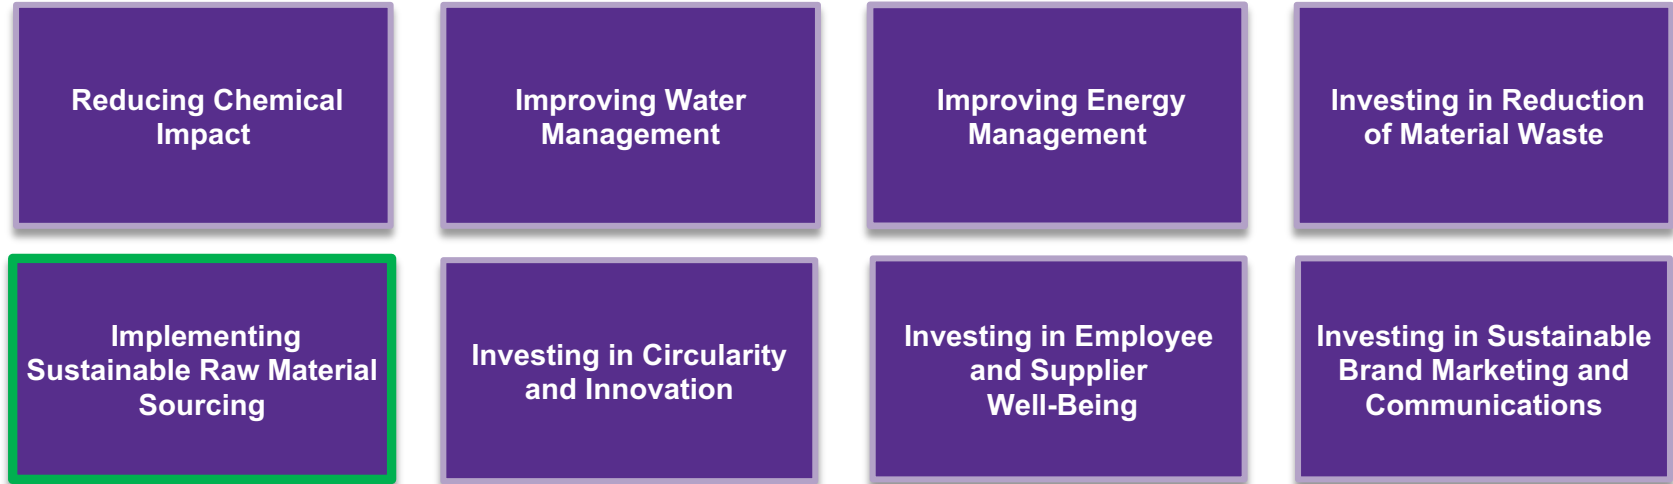 Reducing Chemical
Impact
Improving Water
Management
Improving Energy
Management
Investing in Reduction
of Material Waste
Implementing
Sustainable Raw Material
Sourcing
Investing in Circularity
and Innovation
Investing in Employee
and Supplier
Well-Being
Investing in Sustainable
Brand Marketing and
Communications